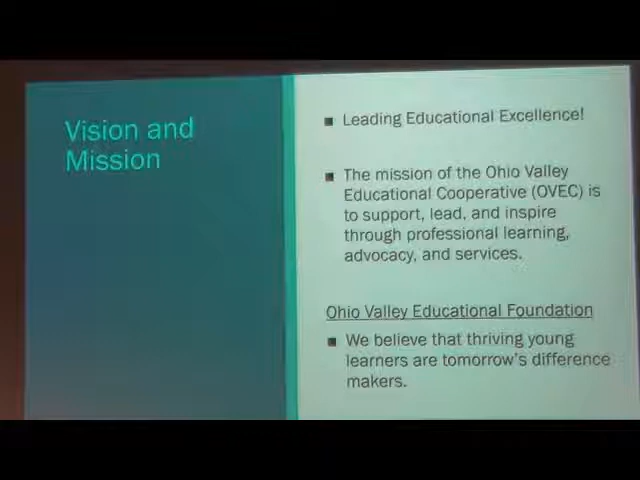 Vision and
Mission
Leading Educational Excellence!
The mission of the Ohio Valley
Educational Cooperative (OVEC) is
to support, lead, and inspire
through professional learning,
advocacy, and services.
Ohio Valley Educational Foundation
We believe that thriving young
learners are tomorrow's difference
makers.